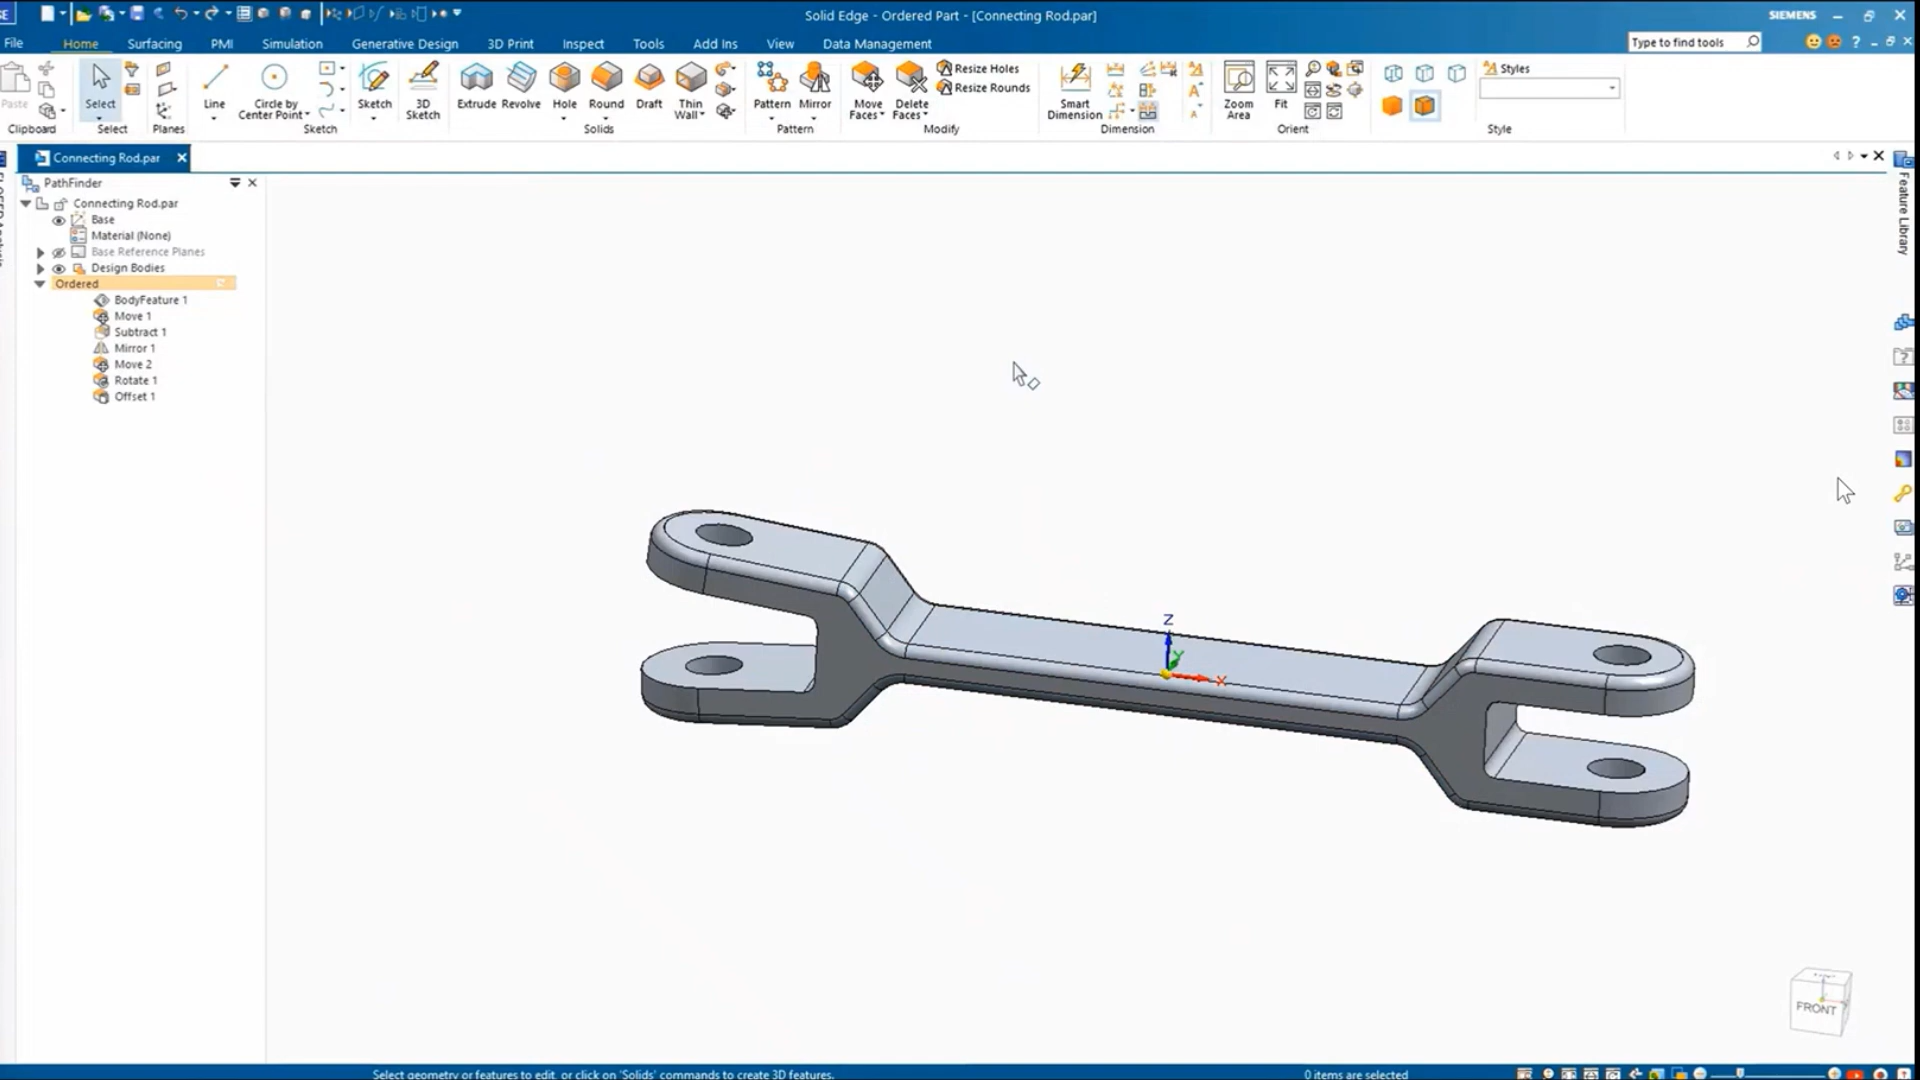 Solid Edge - Ordered Part - [Connecting Rod.par]
SIEMENS
File Home Surfacing PMI Simulation Generative Design 3D Print Inspect Tools Add Ins View Data Management
Type to find tools
Paste
Clipboard
Select
Select
Planes
Line
Circle by Center Point
Sketch
3D Sketch
Sketch
Extrude
Revolve
Hole
Round
Draft
Thin Wall
Solids
Pattern
Mirror
Pattern
Move Faces
Delete Faces
Resize Holes
Resize Rounds
Modify
Smart Dimension
Dimension
Zoom Area
Fit
Orient
Styles
Style
Connecting Rod.par
PathFinder
Connecting Rod.par
Base
Material (None)
Base Reference Planes
Design Bodies
Ordered
BodyFeature 1
Move 1
Subtract 1
Mirror 1
Move 2
Rotate 1
Offset 1
Feature Library
Z
Y
X
FRONT
Select geometry or features to edit, or click on 'Solids' commands to create 3D features.
0 items are selected